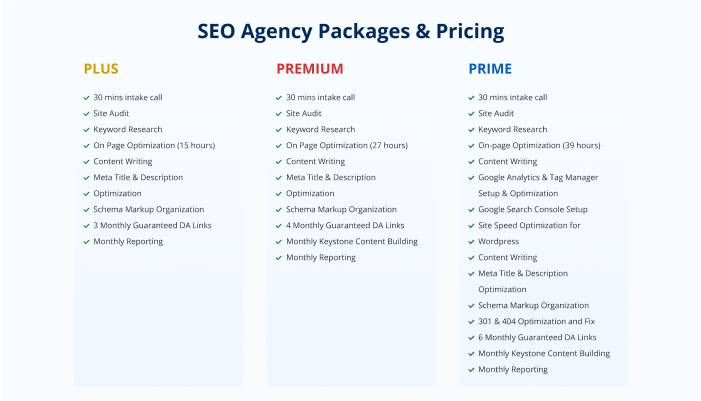 SEO Agency Packages & Pricing
PLUS
30 mins intake call
Site Audit
Keyword Research
On Page Optimization (15 hours)
Content Writing
Meta Title & Description
Optimization
Schema Markup Organization
3 Monthly Guaranteed DA Links
Monthly Reporting
PREMIUM
30 mins intake call
Site Audit
Keyword Research
On Page Optimization (27 hours)
Content Writing
Meta Title & Description
Optimization
Schema Markup Organization
4 Monthly Guaranteed DA Links
Monthly Keystone Content Building
Monthly Reporting
PRIME
30 mins intake call
Site Audit
Keyword Research
On-page Optimization (39 hours)
Content Writing
Google Analytics & Tag Manager
Setup & Optimization
Google Search Console Setup
Site Speed Optimization for
Wordpress
Content Writing
Meta Title & Description
Optimization
Schema Markup Organization
301 & 404 Optimization and Fix
6 Monthly Guaranteed DA Links
Monthly Keystone Content Building
Monthly Reporting